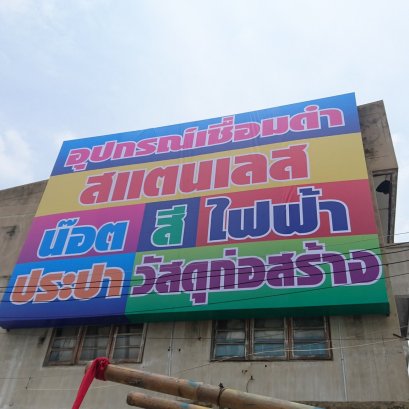 อุปกรณ์เชื่อมดำ
สแตนเลส
น๊อต สี ไฟฟ้า
ประปา วัสดุก่อสร้าง